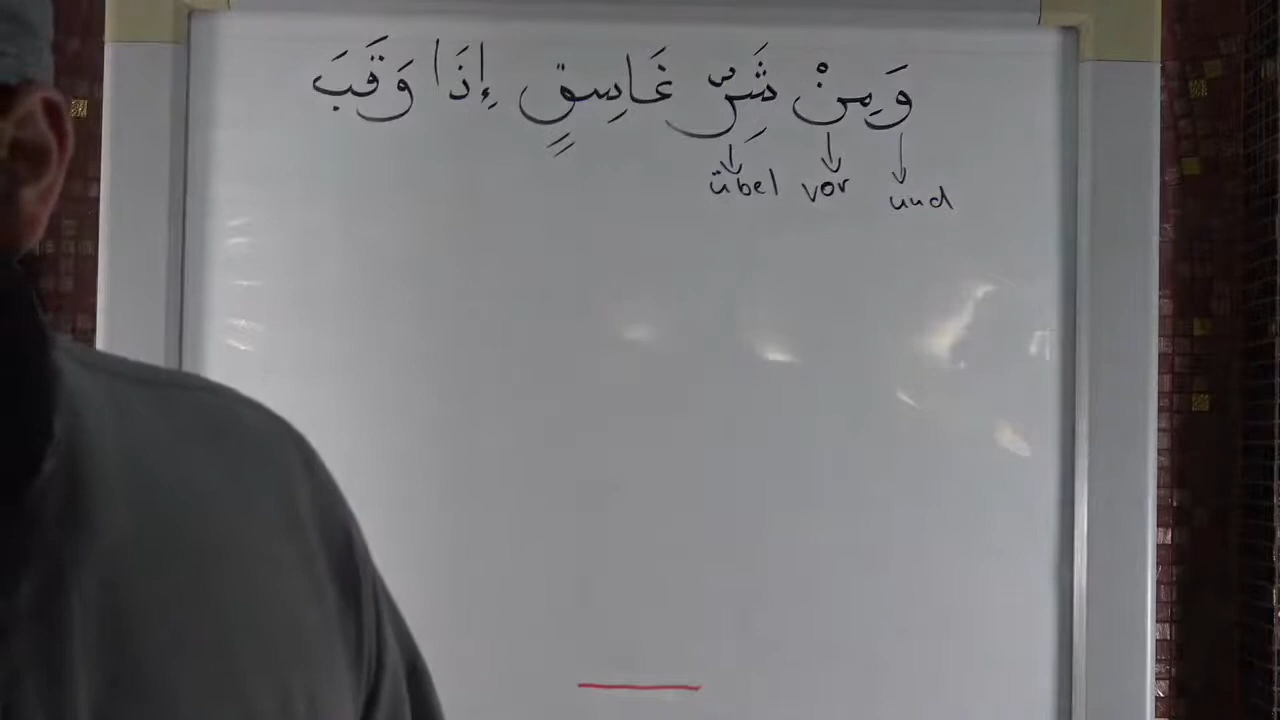 وَمِنْ شَرِّ غَاسِقٍ إِذَا وَقَبَ
übel vor und